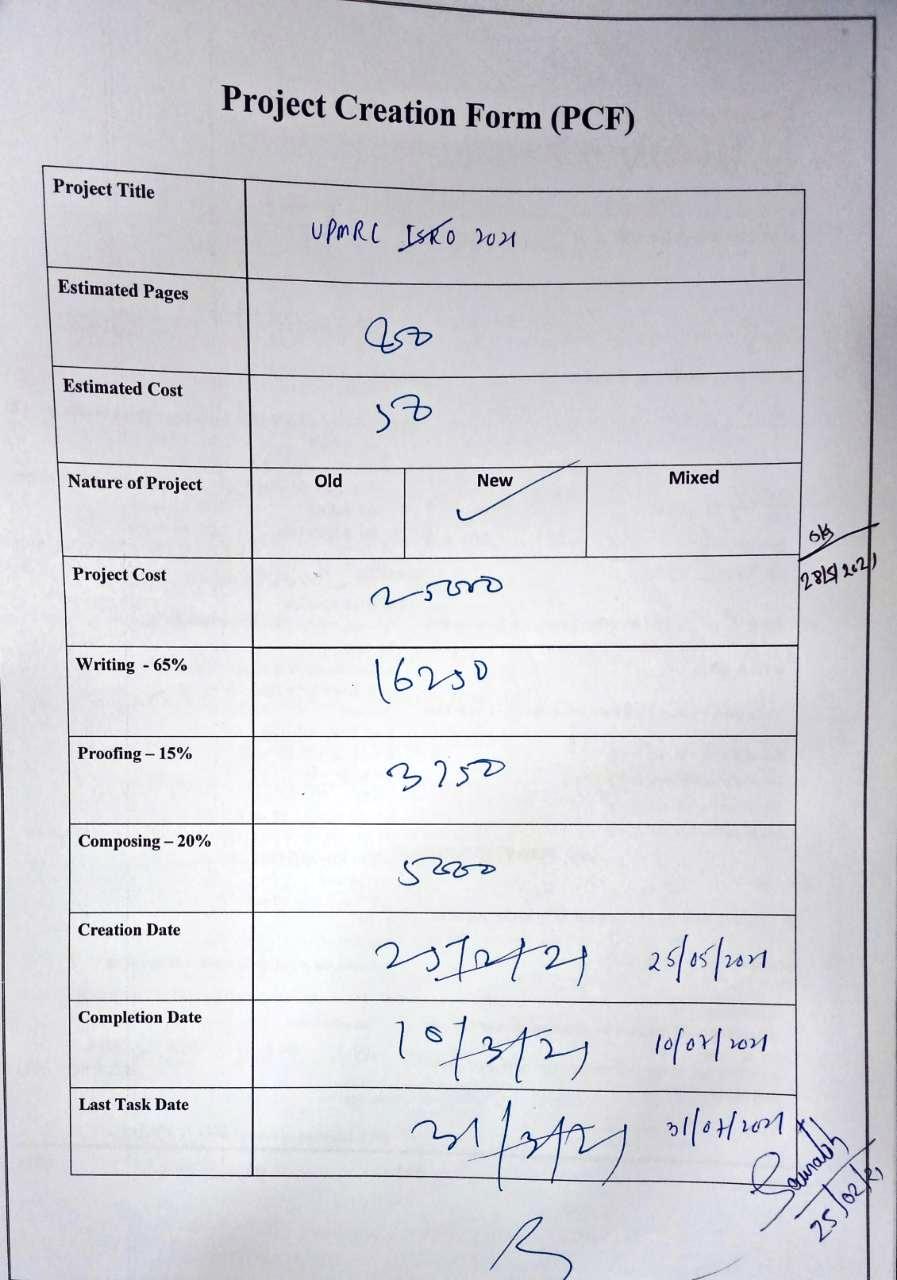 Project Creation Form (PCF)
Project Title
UPMRC ISRO 2021
Estimated Pages
450
Estimated Cost
50
Nature of Project Old New Mixed
ok
28/5/2021
Project Cost
25000
Writing - 65%
16250
Proofing – 15%
3750
Composing – 20%
5000
Creation Date
25/2/21 25/05/2021
Completion Date
10/3/21 10/07/2021
Last Task Date
31/3/21 31/07/2021
Saurabh
25/02/21